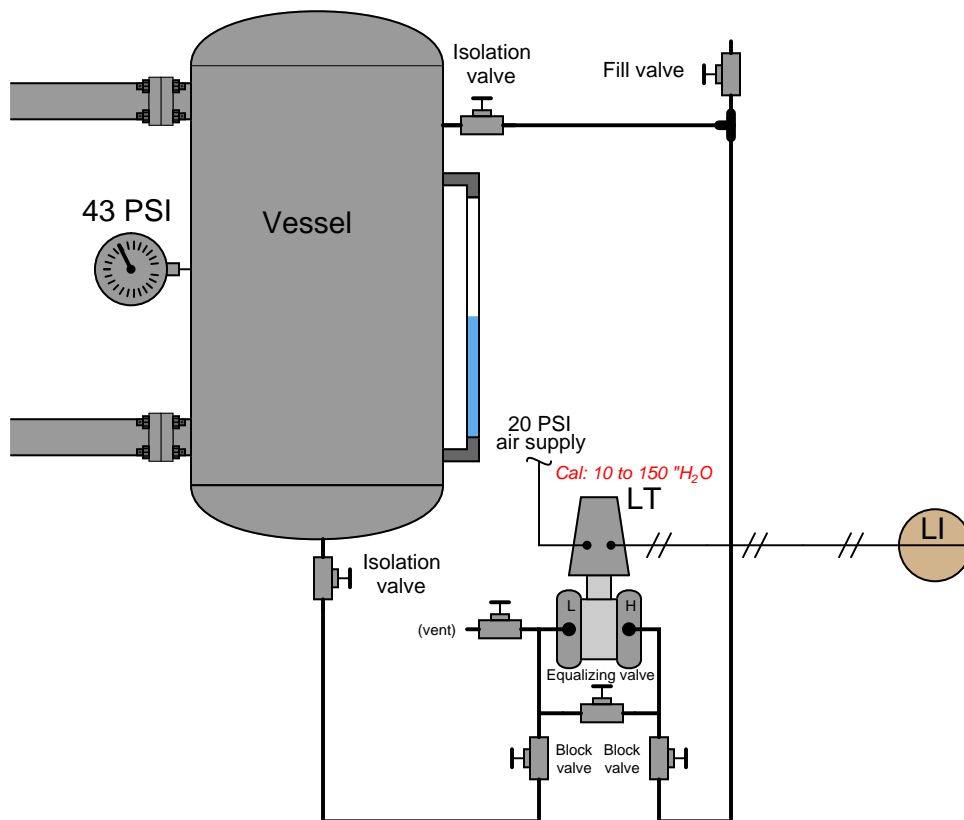 Isolation
valve
Fill valve
43 PSI
Vessel
20 PSI
air supply
Cal: 10 to 150 "H₂O
LT
LI
Isolation
valve
L
H
(vent)
Equalizing valve
Block
valve
Block
valve